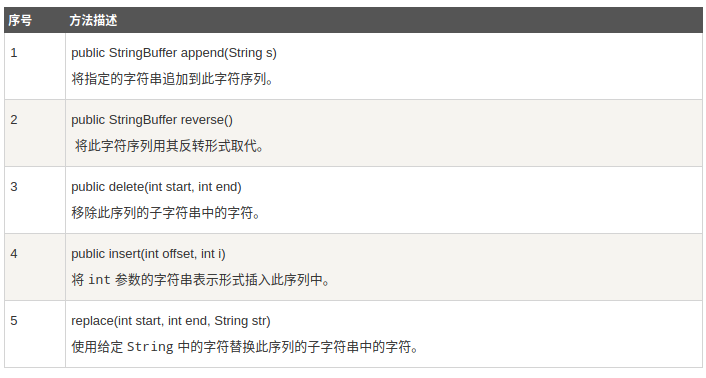 序号 方法描述
1 public StringBuffer append(String s)
将指定的字符串追加到此字符序列。
2 public StringBuffer reverse()
将此字符序列用其反转形式取代。
3 public delete(int start, int end)
移除此序列的子字符串中的字符。
4 public insert(int offset, int i)
将 int 参数的字符串表示形式插入此序列中。
5 replace(int start, int end, String str)
使用给定 String 中的字符替换此序列的子字符串中的字符。